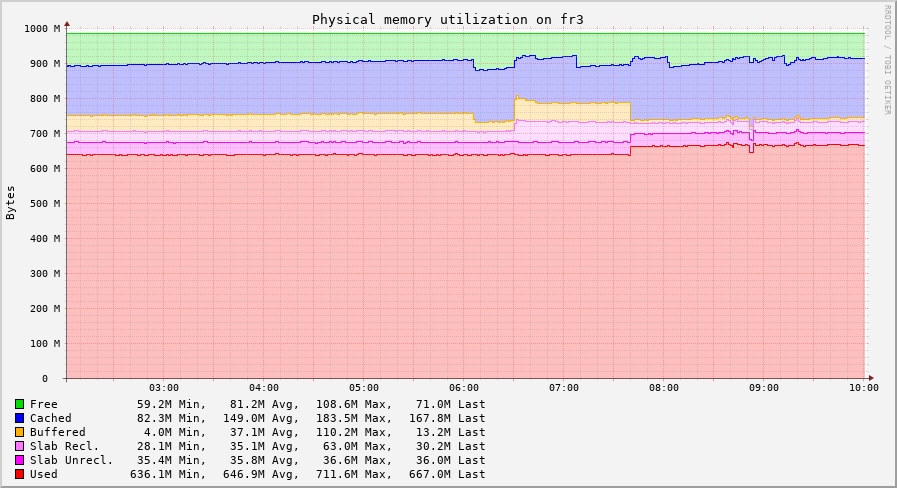 Physical memory utilization on fr3
RRDTOOL / TOBI OETIKER
Bytes
1000 M
900 M
800 M
700 M
600 M
500 M
400 M
300 M
200 M
100 M
0
03:00 04:00 05:00 06:00 07:00 08:00 09:00 10:00
Free 59.2M Min, 81.2M Avg, 108.6M Max, 71.0M Last
Cached 82.3M Min, 149.0M Avg, 183.5M Max, 167.8M Last
Buffered 4.0M Min, 37.1M Avg, 110.2M Max, 13.2M Last
Slab Recl. 28.1M Min, 35.1M Avg, 63.0M Max, 30.2M Last
Slab Unrecl. 35.4M Min, 35.8M Avg, 36.6M Max, 36.0M Last
Used 636.1M Min, 646.9M Avg, 711.6M Max, 667.0M Last